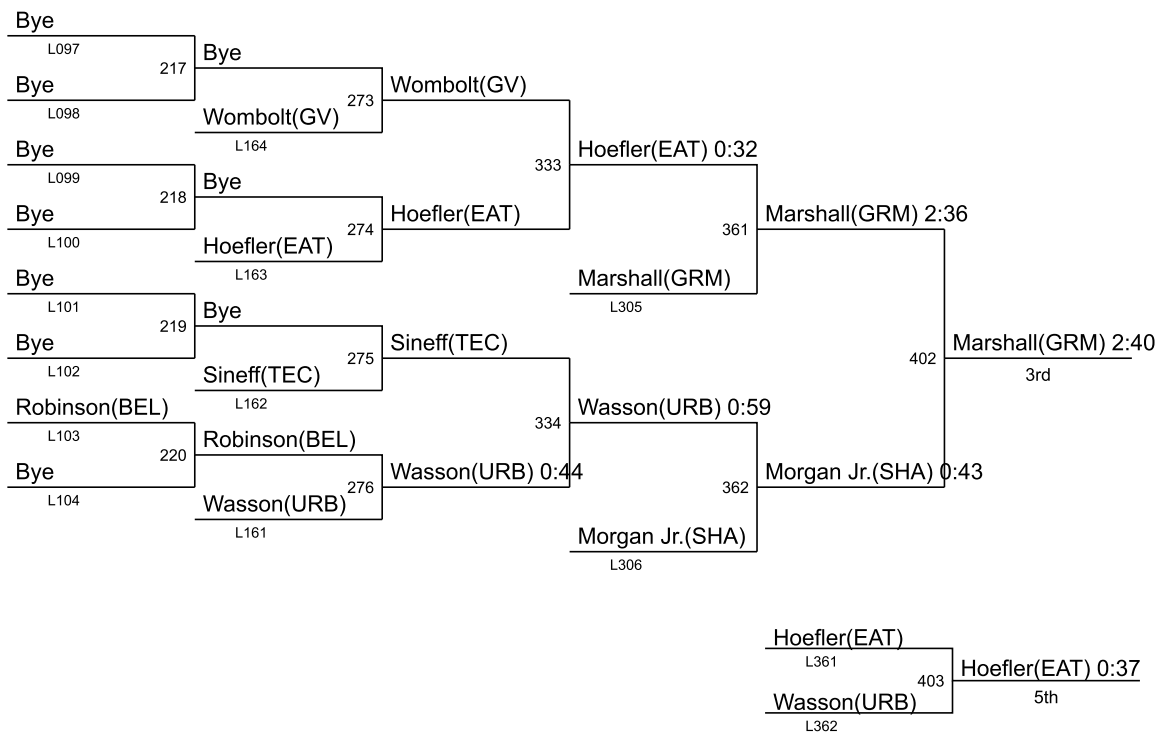 Bye
L097
Bye
217
Bye
Wombolt(GV)
273
L098
Wombolt(GV)
L164
Bye
Hoefler(EAT) 0:32
333
L099
Bye
218
Bye
Marshall(GRM) 2:36
Hoefler(EAT)
274
361
L100
Hoefler(EAT)
L163
Bye
Marshall(GRM)
L101
L305
Bye
219
Bye
Sineff(TEC)
Marshall(GRM) 2:40
275
402
L102
Sineff(TEC)
3rd
L162
Robinson(BEL)
Wasson(URB) 0:59
334
L103
Robinson(BEL)
220
Bye
Wasson(URB) 0:44
Morgan Jr.(SHA) 0:43
276
362
L104
Wasson(URB)
L161
Morgan Jr.(SHA)
L306
Hoefler(EAT)
L361
Hoefler(EAT) 0:37
403
5th
Wasson(URB)
L362